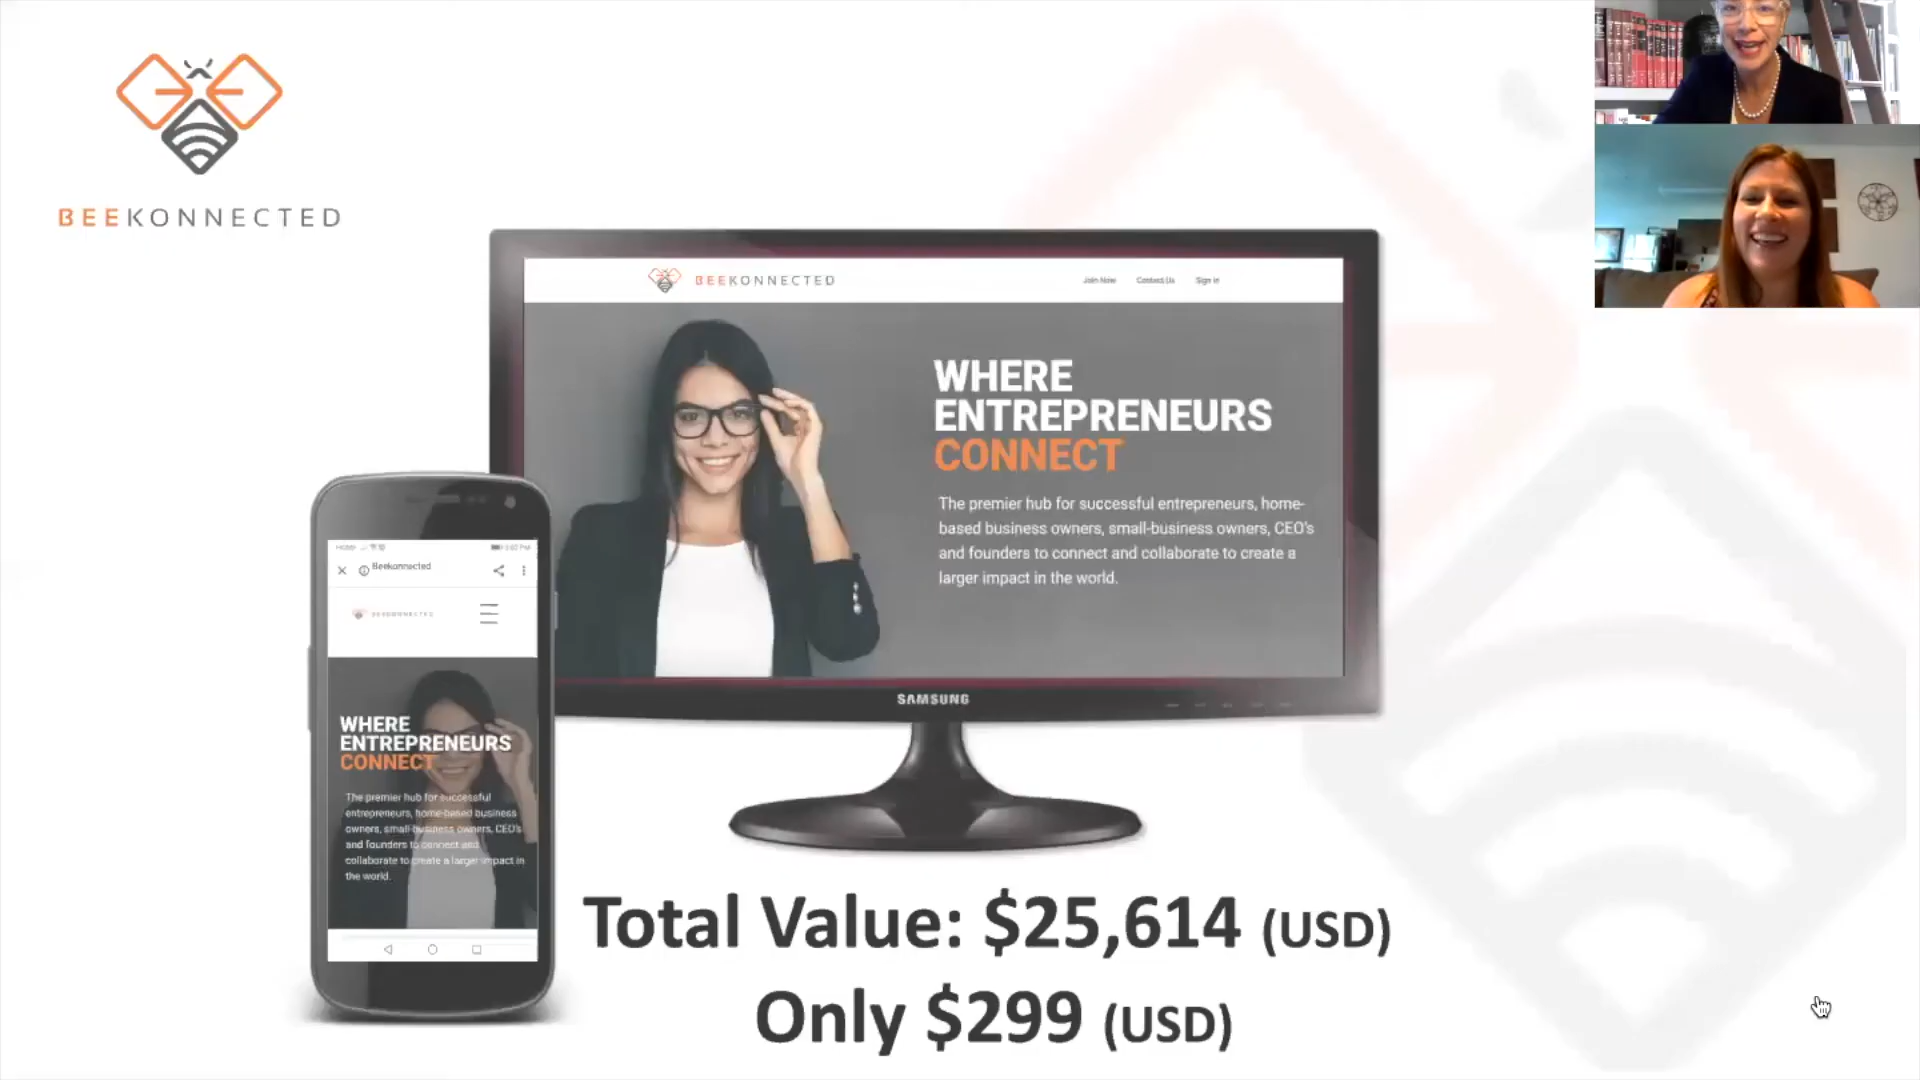 BEEKONNECTED
BEEKONNECTED
Join Now Contact Us Sign In
WHERE
ENTREPRENEURS
CONNECT
The premier hub for successful entrepreneurs, home-
based business owners, small-business owners, CEO's
and founders to connect and collaborate to create a
larger impact in the world.
SAMSUNG
Beekonnected
BEEKONNECTED
WHERE
ENTREPRENEURS
CONNECT
The premier hub for successful
entrepreneurs, home-based business
owners, small-business owners, CEO's
and founders to connect and
collaborate to create a larger impact in
the world.
Total Value: $25,614 (USD)
Only $299 (USD)